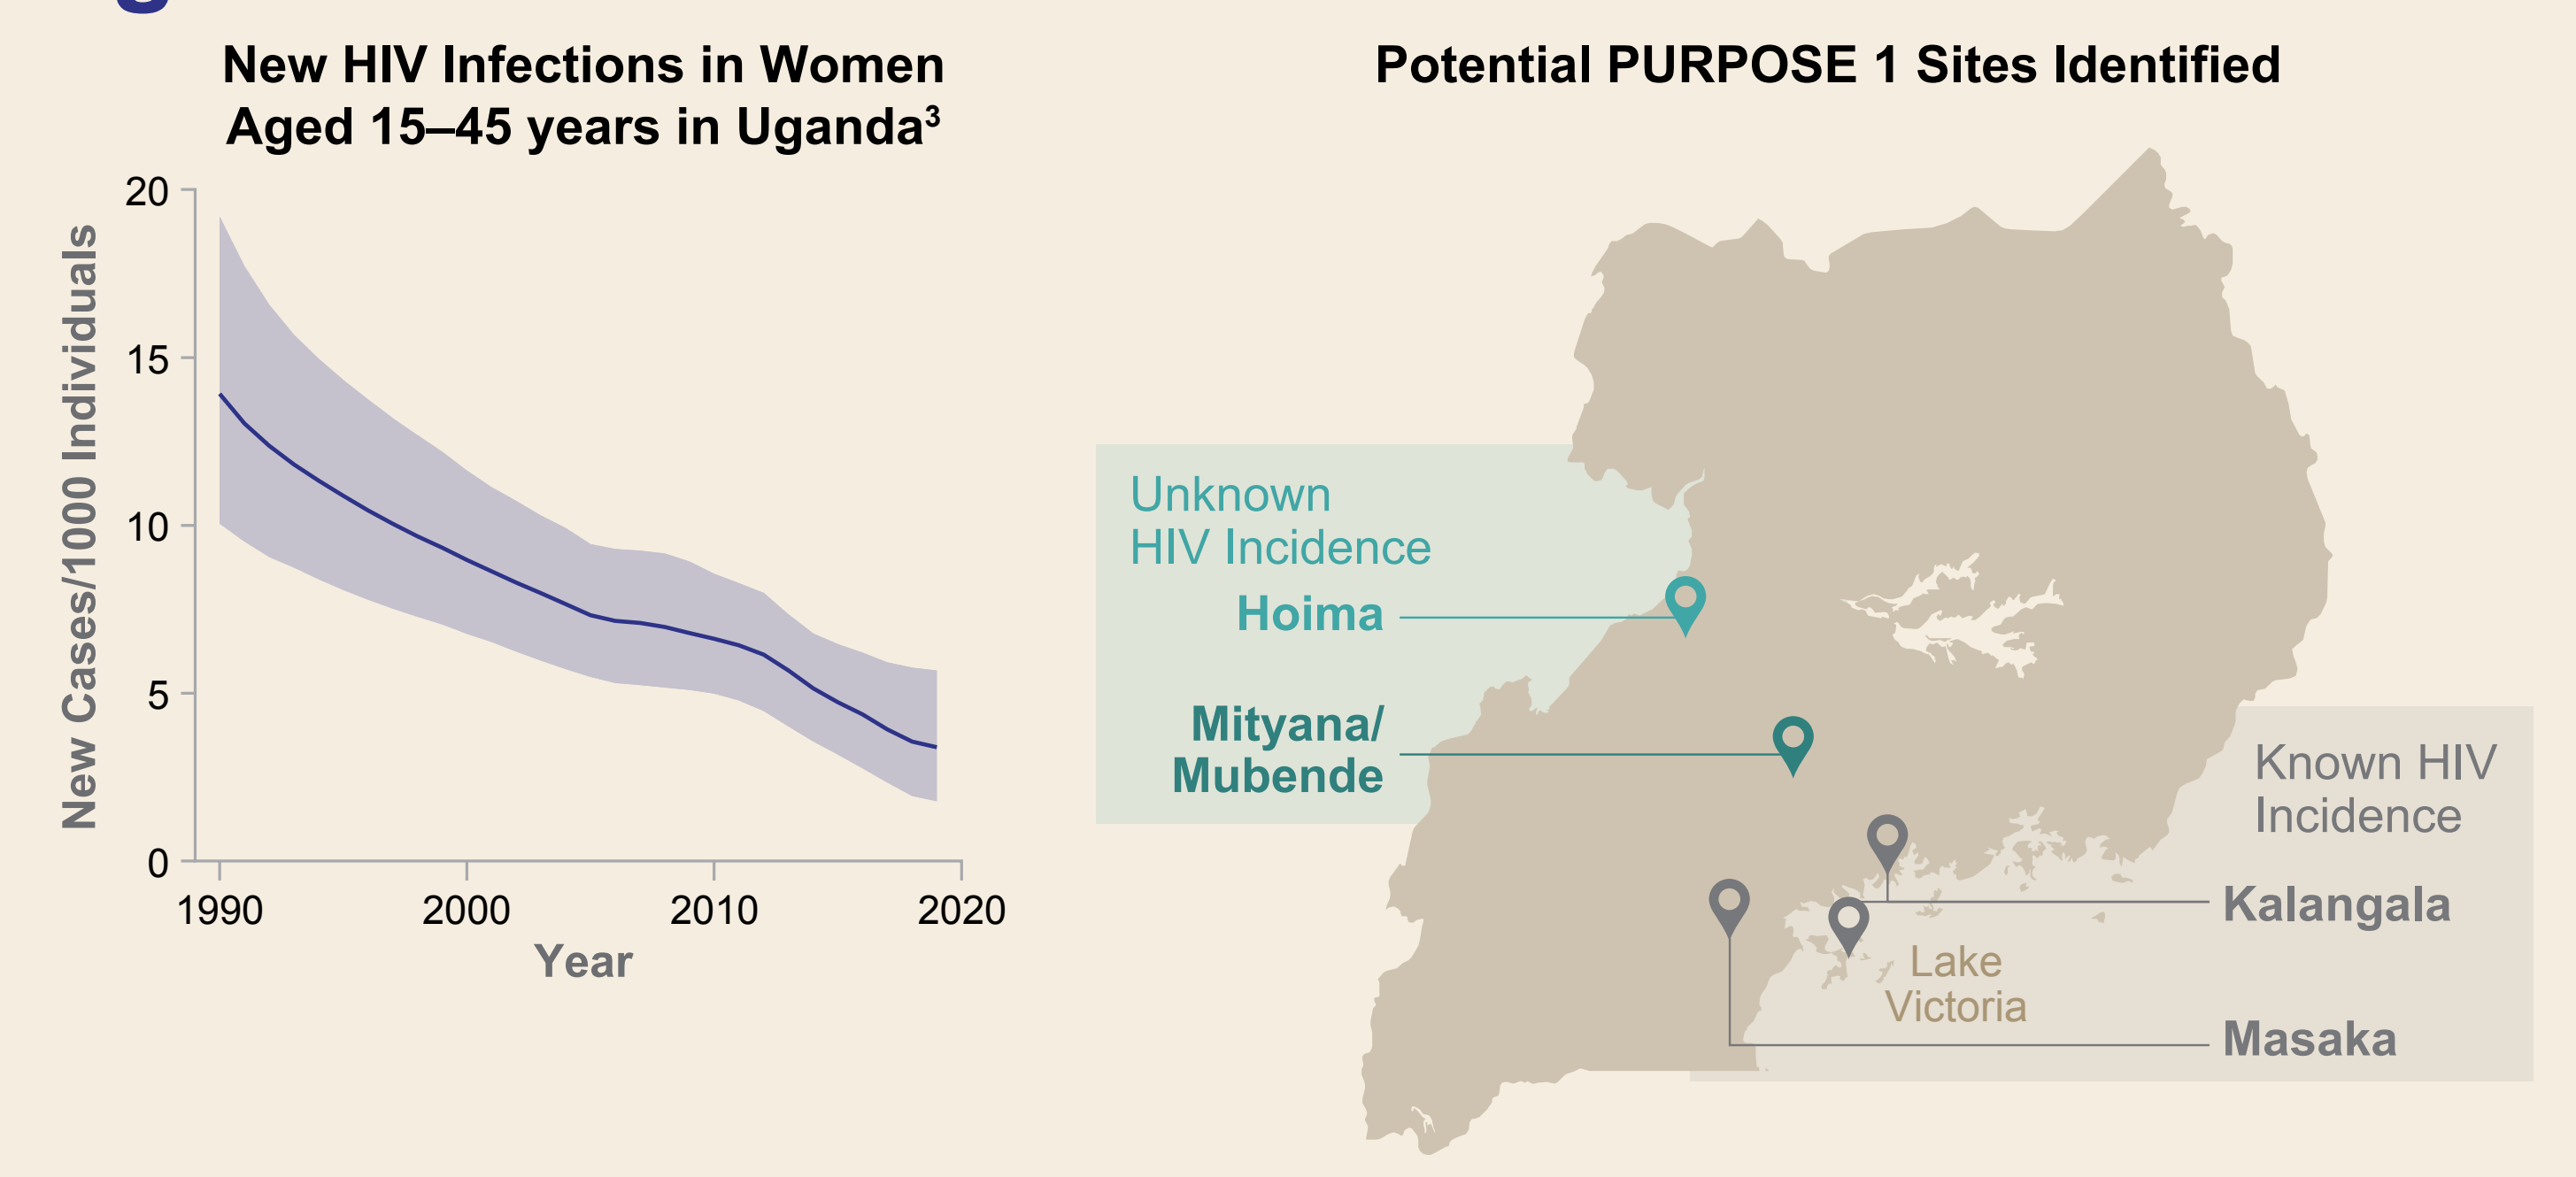 New HIV Infections in Women
Aged 15–45 years in Uganda³
New Cases/1000 Individuals
20
15
10
5
0
1990 2000 2010 2020
Year
Potential PURPOSE 1 Sites Identified
Unknown
HIV Incidence
Hoima
Mityana/
Mubende
Known HIV
Incidence
Kalangala
Lake
Victoria
Masaka